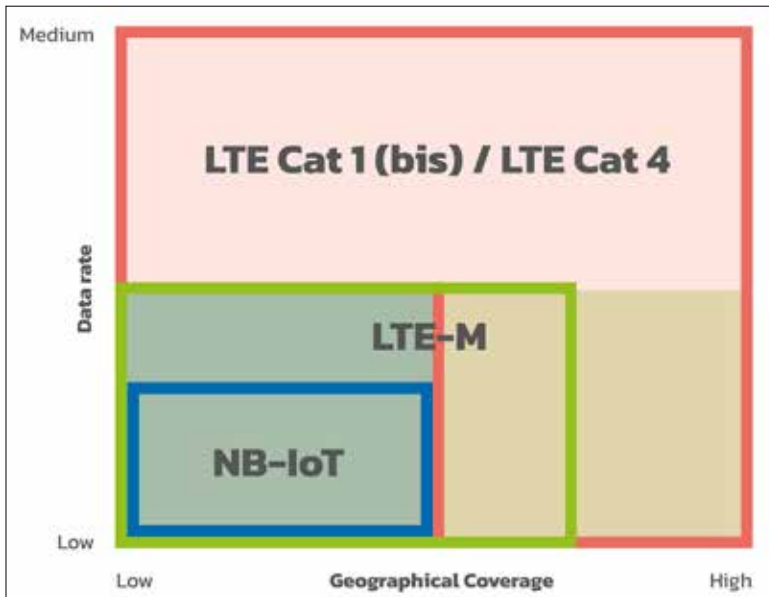 Medium
LTE Cat 1 (bis) / LTE Cat 4
Data rate
LTE-M
NB-IoT
Low
Low Geographical Coverage High